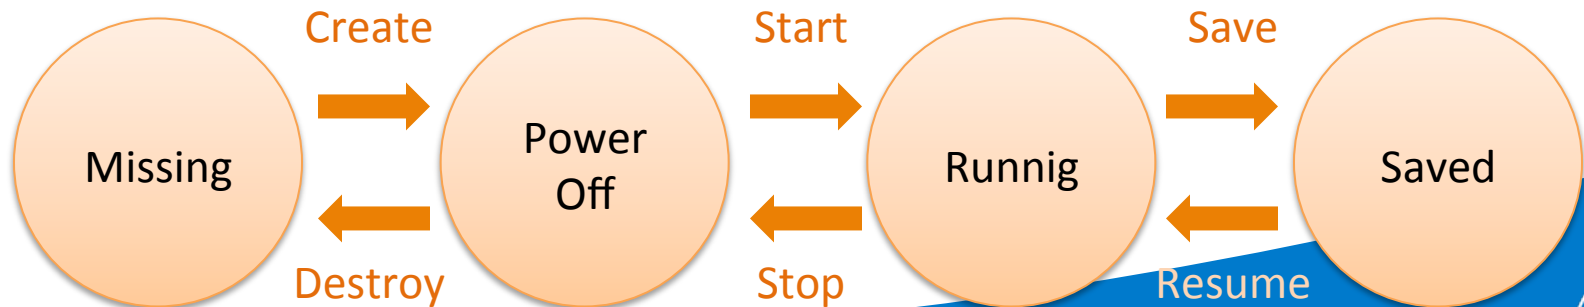 Create
Start
Save
Missing
Power
Off
Runnig
Saved
Destroy
Stop
Resume